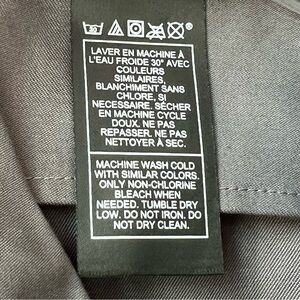 30
LAVER EN MACHINE À
L'EAU FROIDE 30° AVEC
COULEURS
SIMILAIRES,
BLANCHIMENT SANS
CHLORE, SI
NECESSAIRE. SÉCHER
EN MACHINE CYCLE
DOUX. NE PAS
REPASSER. NE PAS
NETTOYER À SEC.
MACHINE WASH COLD
WITH SIMILAR COLORS.
ONLY NON-CHLORINE
BLEACH WHEN
NEEDED. TUMBLE DRY
LOW. DO NOT IRON. DO
NOT DRY CLEAN.